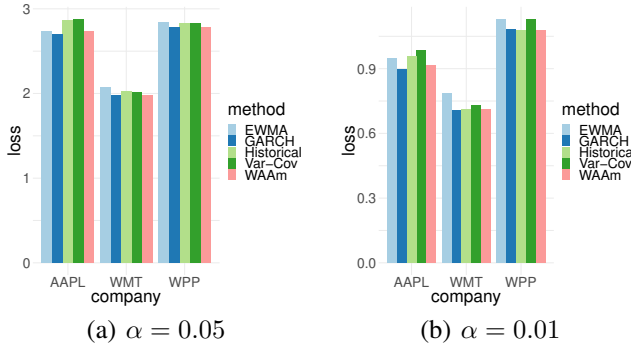 3
2
1
0
loss
AAPL
WMT
WPP
company
method
EWMA
GARCH
Historical
Var−Cov
WAAm
(a) α = 0.05
0.9
0.6
0.3
0.0
loss
AAPL
WMT
WPP
company
method
EWMA
GARCH
Historical
Var−Cov
WAAm
(b) α = 0.01